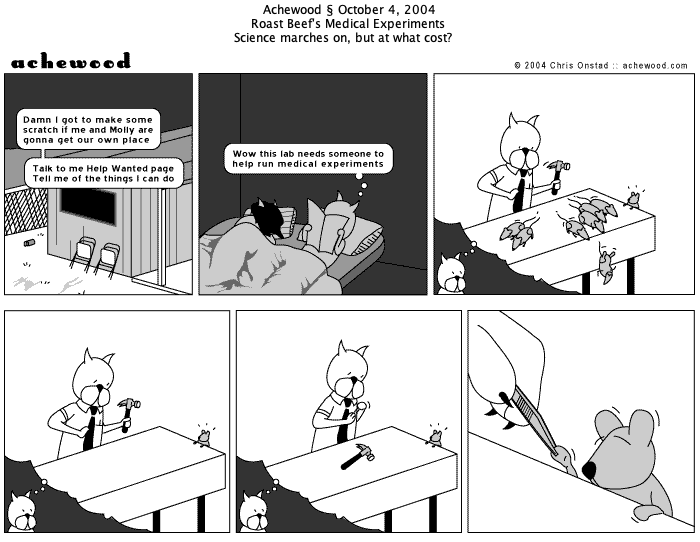 Achewood § October 4, 2004
Roast Beef's Medical Experiments
Science marches on, but at what cost?
achewood
© 2004 Chris Onstad :: achewood.com
Damn I got to make some
scratch if me and Molly are
gonna get our own place
Talk to me Help Wanted page
Tell me of the things I can do
Wow this lab needs someone to
help run medical experiments